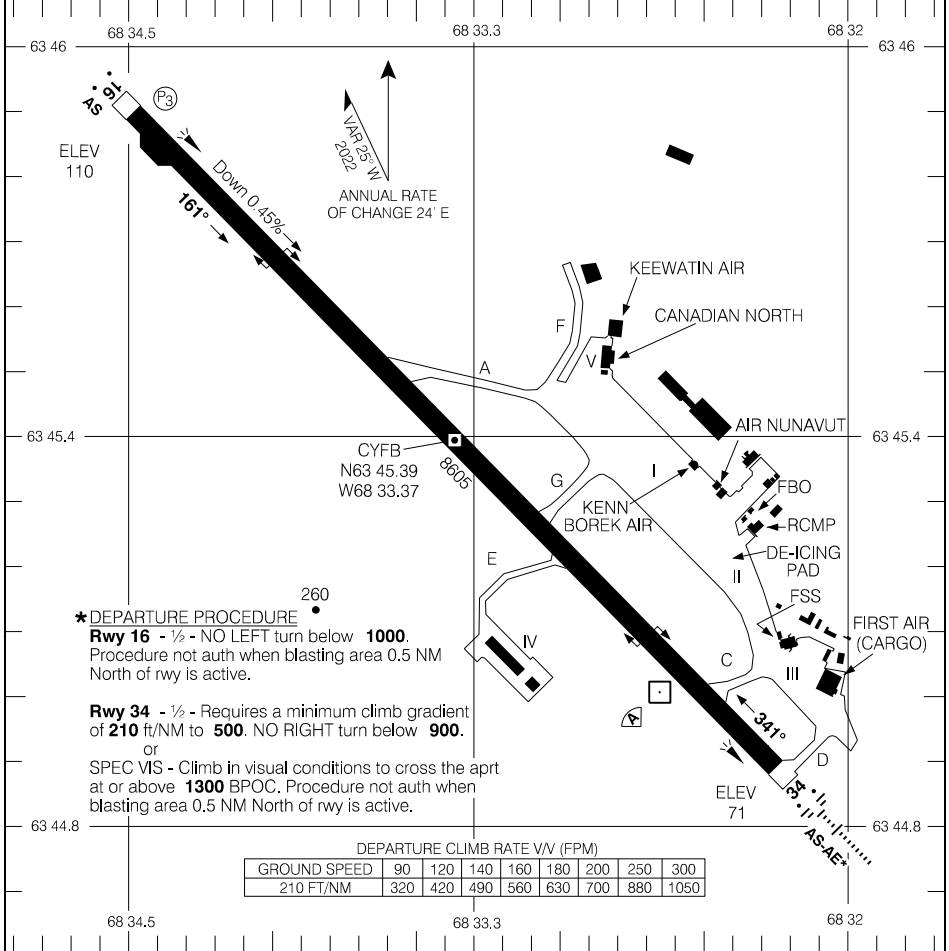 68 34.5
68 33.3
68 32
63 46
63 46
16
AS
P3
ELEV
110
VAR 25° W
2022
ANNUAL RATE
OF CHANGE 24' E
Down 0.45%
161°
KEEWATIN AIR
CANADIAN NORTH
F
V
A
63 45.4
63 45.4
CYFB
N63 45.39
W68 33.37
8605
G
I
AIR NUNAVUT
KENN
BOREK AIR
FBO
RCMP
DE-ICING
PAD
II
E
FSS
FIRST AIR
(CARGO)
260
IV
III
C
* DEPARTURE PROCEDURE
Rwy 16 - ½ - NO LEFT turn below 1000.
Procedure not auth when blasting area 0.5 NM
North of rwy is active.
Rwy 34 - ½ - Requires a minimum climb gradient
of 210 ft/NM to 500. NO RIGHT turn below 900.
or
SPEC VIS - Climb in visual conditions to cross the aprt
at or above 1300 BPOC. Procedure not auth when
blasting area 0.5 NM North of rwy is active.
A
341°
D
ELEV
71
34
AS-AE*
63 44.8
63 44.8
DEPARTURE CLIMB RATE V/V (FPM)
GROUND SPEED 90 120 140 160 180 200 250 300
210 FT/NM 320 420 490 560 630 700 880 1050
68 34.5
68 33.3
68 32